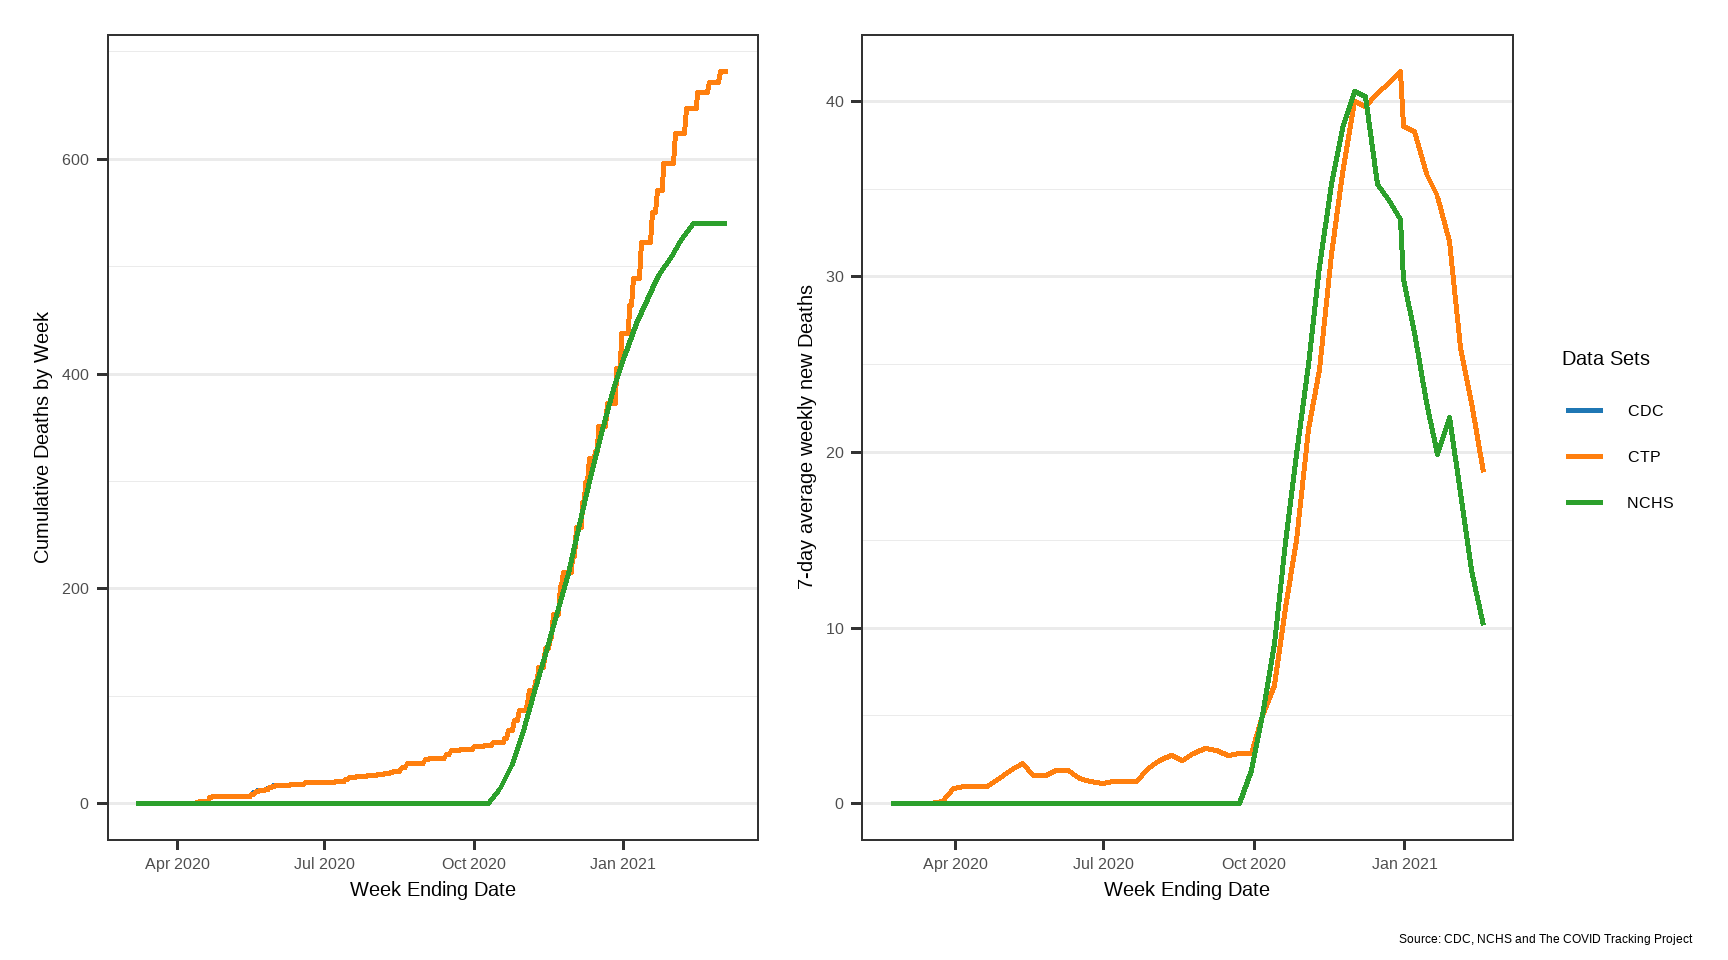 Cumulative Deaths by Week
600
400
200
0
Apr 2020
Jul 2020
Oct 2020
Jan 2021
Week Ending Date
7-day average weekly new Deaths
40
30
20
10
0
Apr 2020
Jul 2020
Oct 2020
Jan 2021
Week Ending Date
Data Sets
CDC
CTP
NCHS
Source: CDC, NCHS and The COVID Tracking Project